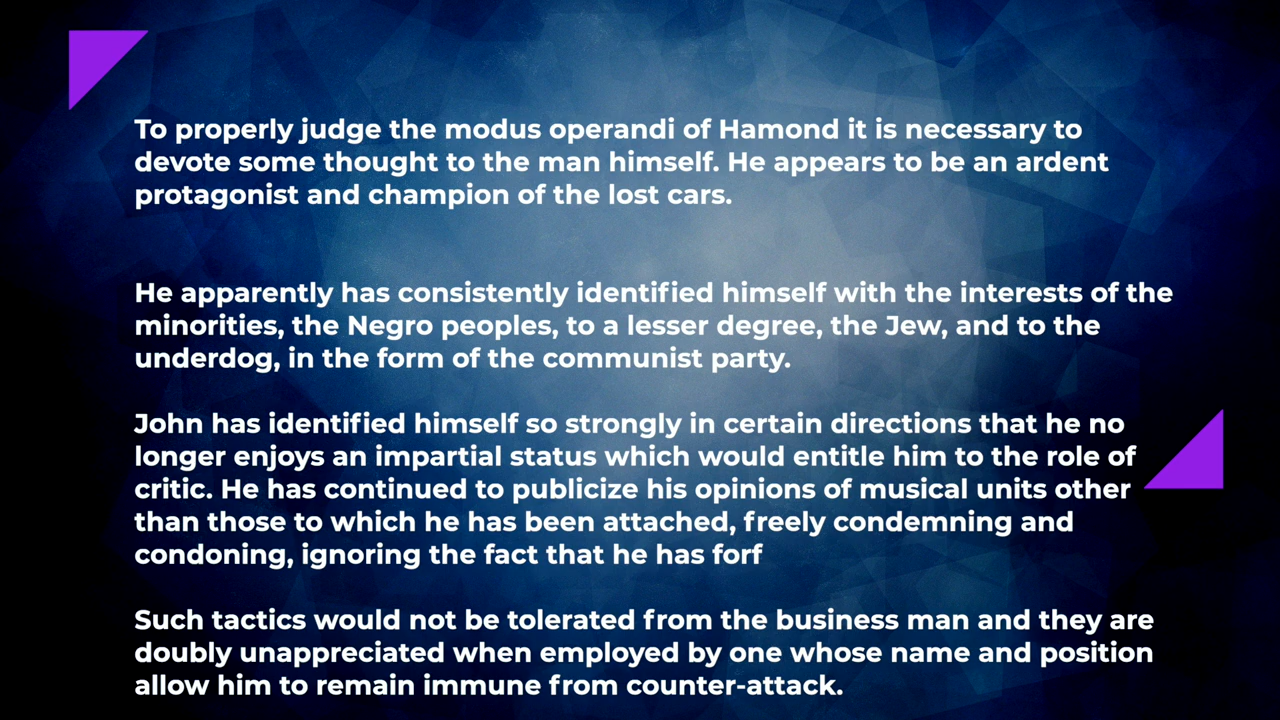 To properly judge the modus operandi of Hamond it is necessary to
devote some thought to the man himself. He appears to be an ardent
protagonist and champion of the lost cars.
He apparently has consistently identified himself with the interests of the
minorities, the Negro peoples, to a lesser degree, the Jew, and to the
underdog, in the form of the communist party.
John has identified himself so strongly in certain directions that he no
longer enjoys an impartial status which would entitle him to the role of
critic. He has continued to publicize his opinions of musical units other
than those to which he has been attached, freely condemning and
condoning, ignoring the fact that he has forf
Such tactics would not be tolerated from the business man and they are
doubly unappreciated when employed by one whose name and position
allow him to remain immune from counter-attack.